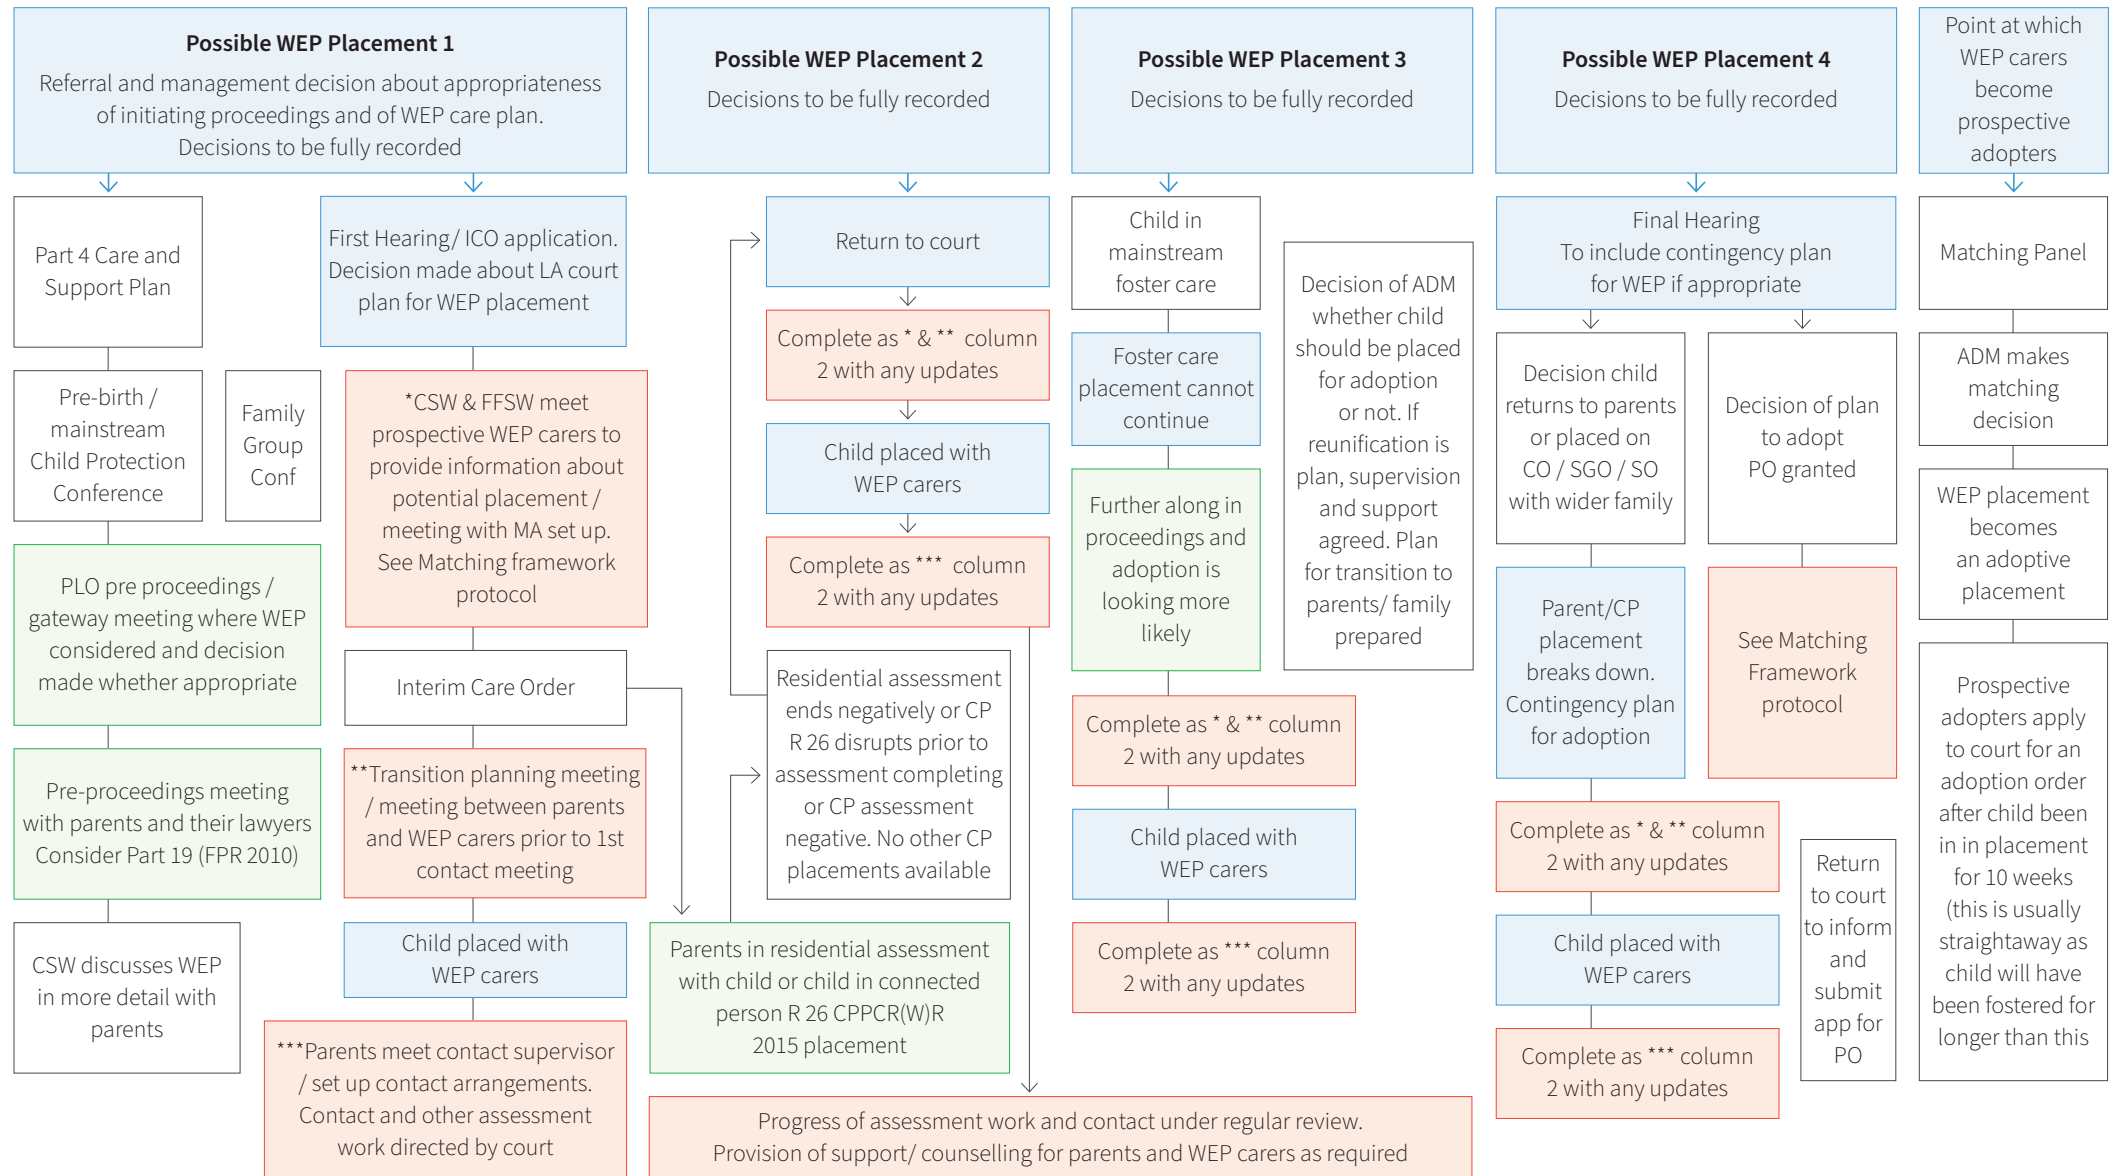 Possible WEP Placement 1
Referral and management decision about appropriateness
of initiating proceedings and of WEP care plan.
Decisions to be fully recorded
Part 4 Care and
Support Plan
Pre-birth /
mainstream
Child Protection
Conference
Family
Group
Conf
PLO pre proceedings /
gateway meeting where WEP
considered and decision
made whether appropriate
Pre-proceedings meeting
with parents and their lawyers
Consider Part 19 (FPR 2010)
CSW discusses WEP
in more detail with
parents
First Hearing/ ICO application.
Decision made about LA court
plan for WEP placement
*CSW & FFSW meet
prospective WEP carers to
provide information about
potential placement /
meeting with MA set up.
See Matching framework
protocol
Interim Care Order
**Transition planning meeting
/ meeting between parents
and WEP carers prior to 1st
contact meeting
Child placed with
WEP carers
***Parents meet contact supervisor
/ set up contact arrangements.
Contact and other assessment
work directed by court
Possible WEP Placement 2
Decisions to be fully recorded
Return to court
Complete as * & ** column
2 with any updates
Child placed with
WEP carers
Complete as *** column
2 with any updates
Residential assessment
ends negatively or CP
R 26 disrupts prior to
assessment completing
or CP assessment
negative. No other CP
placements available
Parents in residential assessment
with child or child in connected
person R 26 CPPCR(W)R
2015 placement
Possible WEP Placement 3
Decisions to be fully recorded
Child in
mainstream
foster care
Foster care
placement cannot
continue
Further along in
proceedings and
adoption is
looking more
likely
Complete as * & ** column
2 with any updates
Child placed with
WEP carers
Complete as *** column
2 with any updates
Decision of ADM
whether child
should be placed
for adoption
or not. If
reunification is
plan, supervision
and support
agreed. Plan
for transition to
parents/ family
prepared
Progress of assessment work and contact under regular review.
Provision of support/ counselling for parents and WEP carers as required
Possible WEP Placement 4
Decisions to be fully recorded
Final Hearing
To include contingency plan
for WEP if appropriate
Decision child
returns to parents
or placed on
CO / SGO / SO
with wider family
Parent/CP
placement
breaks down.
Contingency plan
for adoption
Complete as * & ** column
2 with any updates
Child placed with
WEP carers
Complete as *** column
2 with any updates
Decision of plan
to adopt
PO granted
See Matching
Framework
protocol
Return
to court
to inform
and
submit
app for
PO
Point at which
WEP carers
become
prospective
adopters
Matching Panel
ADM makes
matching
decision
WEP placement
becomes
an adoptive
placement
Prospective
adopters apply
to court for an
adoption order
after child been
in in placement
for 10 weeks
(this is usually
straightaway as
child will have
been fostered for
longer than this